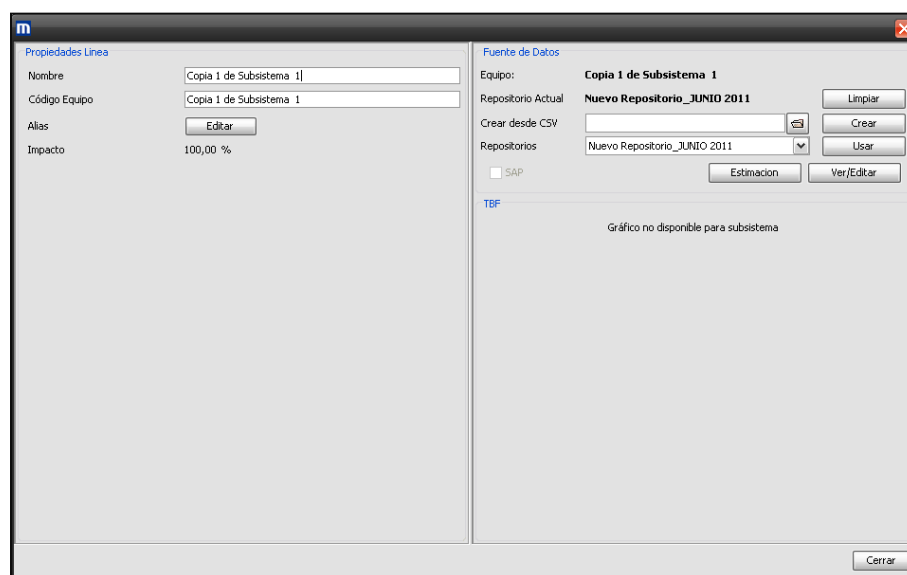 m
Propiedades Linea
Nombre
Copia 1 de Subsistema 1
Código Equipo
Copia 1 de Subsistema 1
Alias
Editar
Impacto
100,00 %
Fuente de Datos
Equipo:
Copia 1 de Subsistema 1
Repositorio Actual
Nuevo Repositorio_JUNIO 2011
Limpiar
Crear desde CSV
Crear
Repositorios
Nuevo Repositorio_JUNIO 2011
Usar
SAP
Estimacion
Ver/Editar
TBF
Gráfico no disponible para subsistema
Cerrar